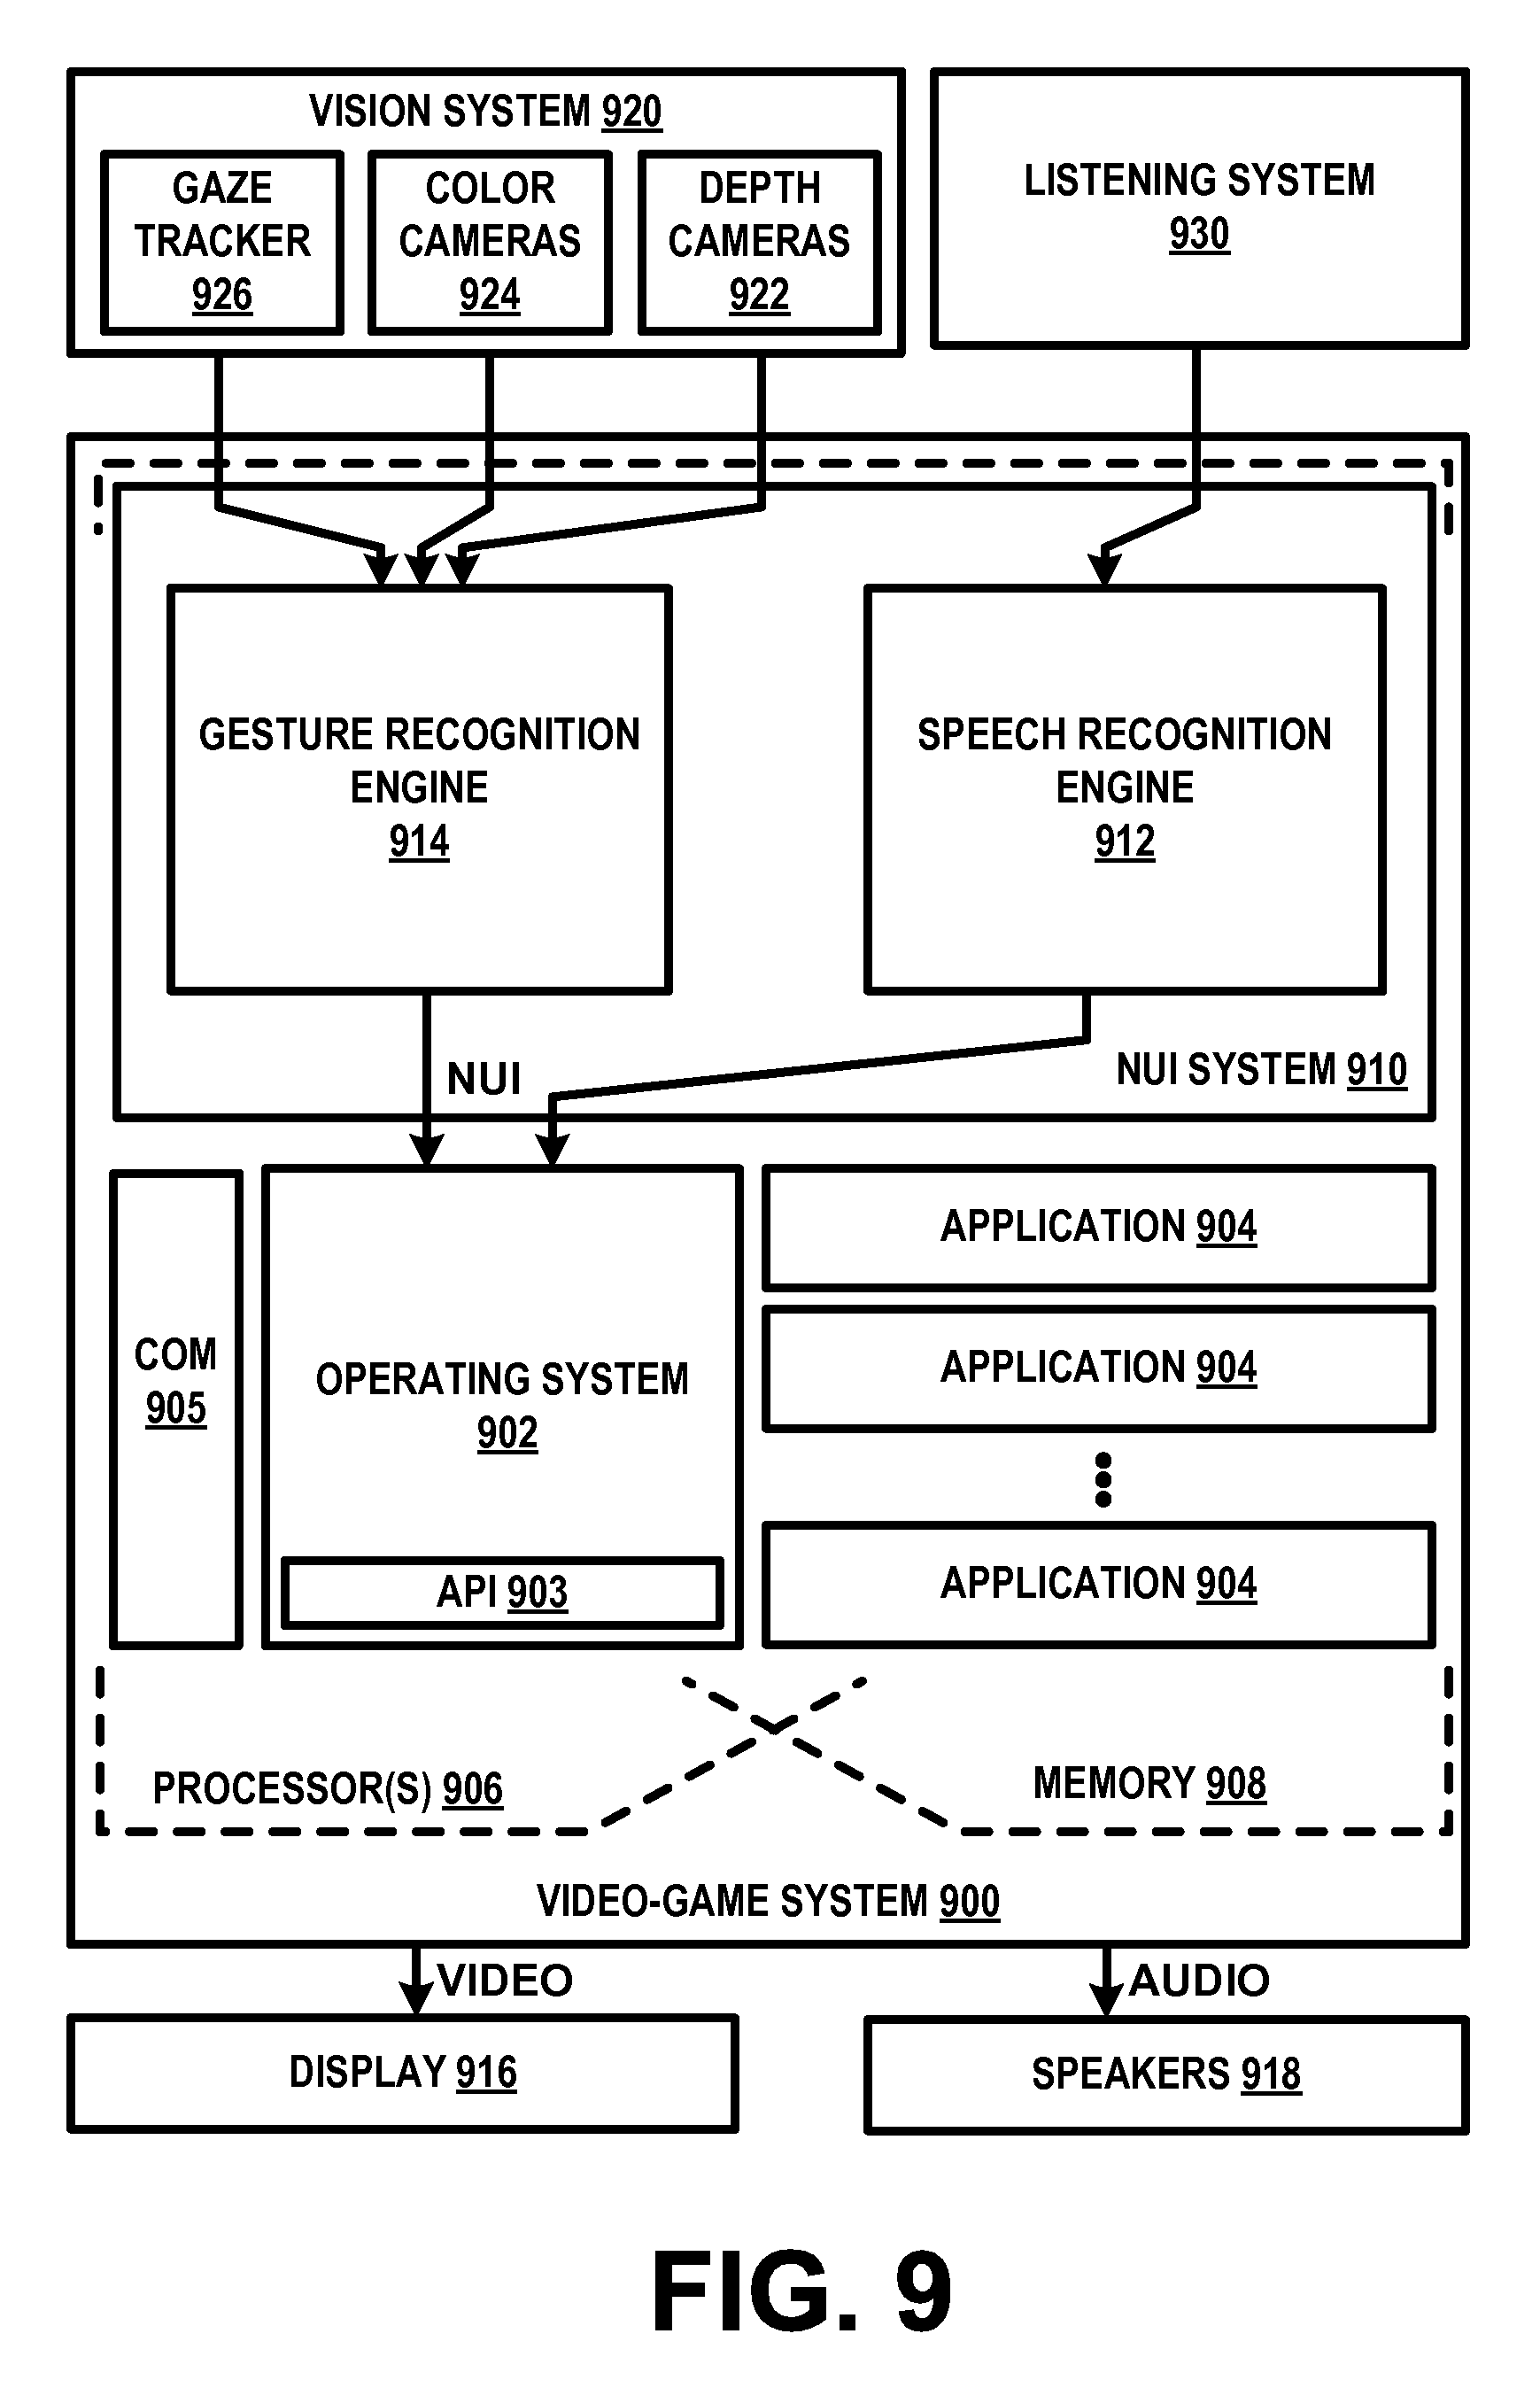 VISION SYSTEM 920
GAZE
TRACKER
926
COLOR
CAMERAS
924
DEPTH
CAMERAS
922
LISTENING SYSTEM
930
GESTURE RECOGNITION
ENGINE
914
SPEECH RECOGNITION
ENGINE
912
NUI
NUI SYSTEM 910
COM
905
OPERATING SYSTEM
902
API 903
APPLICATION 904
APPLICATION 904
APPLICATION 904
PROCESSOR(S) 906
MEMORY 908
VIDEO-GAME SYSTEM 900
VIDEO
AUDIO
DISPLAY 916
SPEAKERS 918
FIG. 9